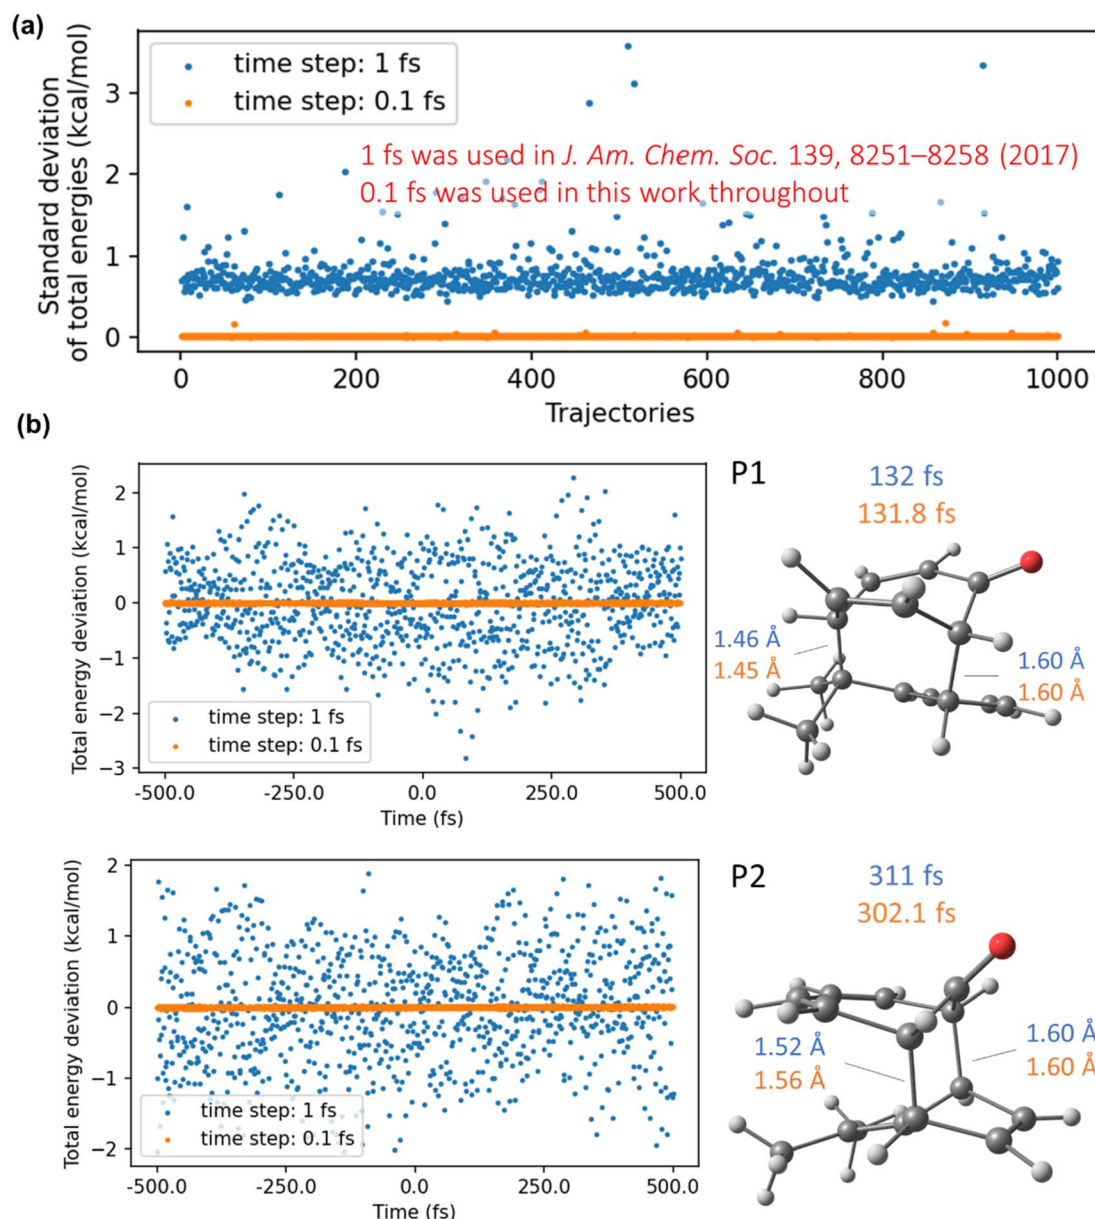 (a)
time step: 1 fs
time step: 0.1 fs
1 fs was used in J. Am. Chem. Soc. 139, 8251–8258 (2017)
0.1 fs was used in this work throughout
Standard deviation
of total energies (kcal/mol)
3
2
1
0
0
200
400
600
800
1000
Trajectories
(b)
Total energy deviation (kcal/mol)
2
1
0
−1
−2
−3
time step: 1 fs
time step: 0.1 fs
-500.0
-250.0
0.0
250.0
500.0
Time (fs)
P1
132 fs
131.8 fs
1.46 Å
1.45 Å
1.60 Å
1.60 Å
Total energy deviation (kcal/mol)
2
1
0
−1
−2
time step: 1 fs
time step: 0.1 fs
-500.0
-250.0
0.0
250.0
500.0
Time (fs)
P2
311 fs
302.1 fs
1.52 Å
1.56 Å
1.60 Å
1.60 Å